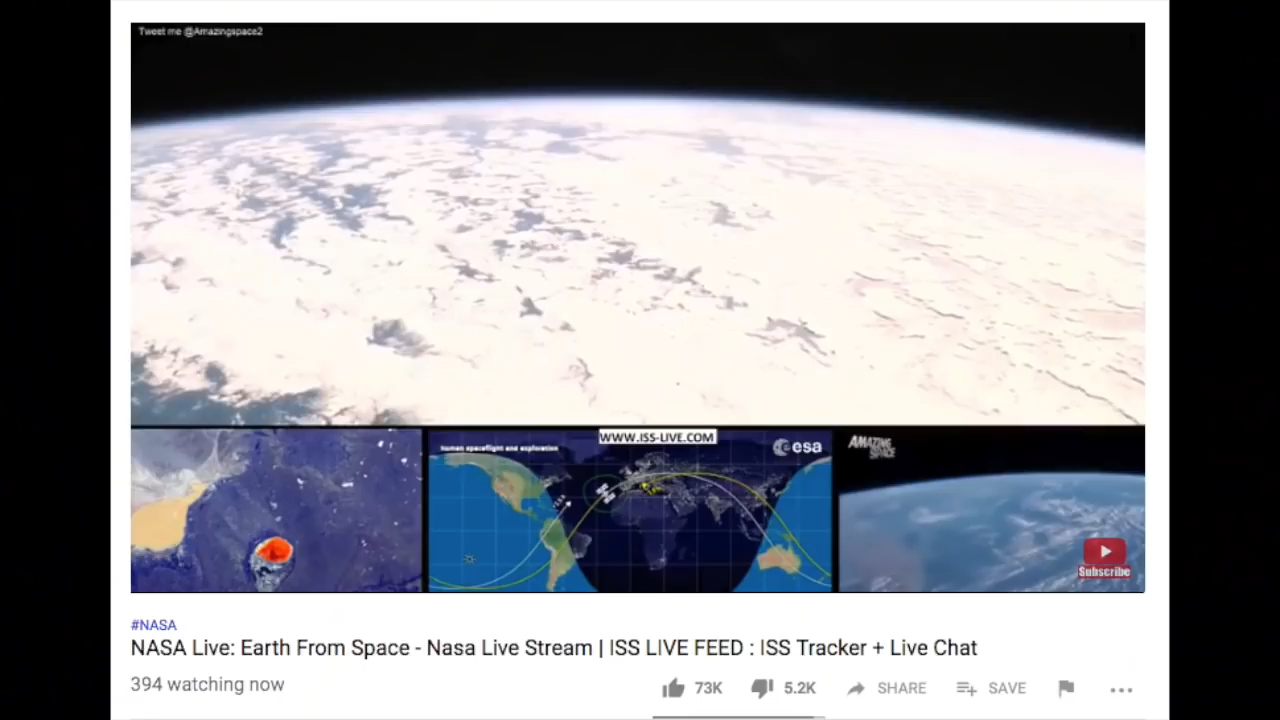 Tweet me @Amazingspace2
human spaceflight and exploration
WWW.ISS-LIVE.COM
esa
AMAZING
SPACE
Subscribe
#NASA
NASA Live: Earth From Space - Nasa Live Stream | ISS LIVE FEED : ISS Tracker + Live Chat
394 watching now
73K
5.2K
SHARE
SAVE